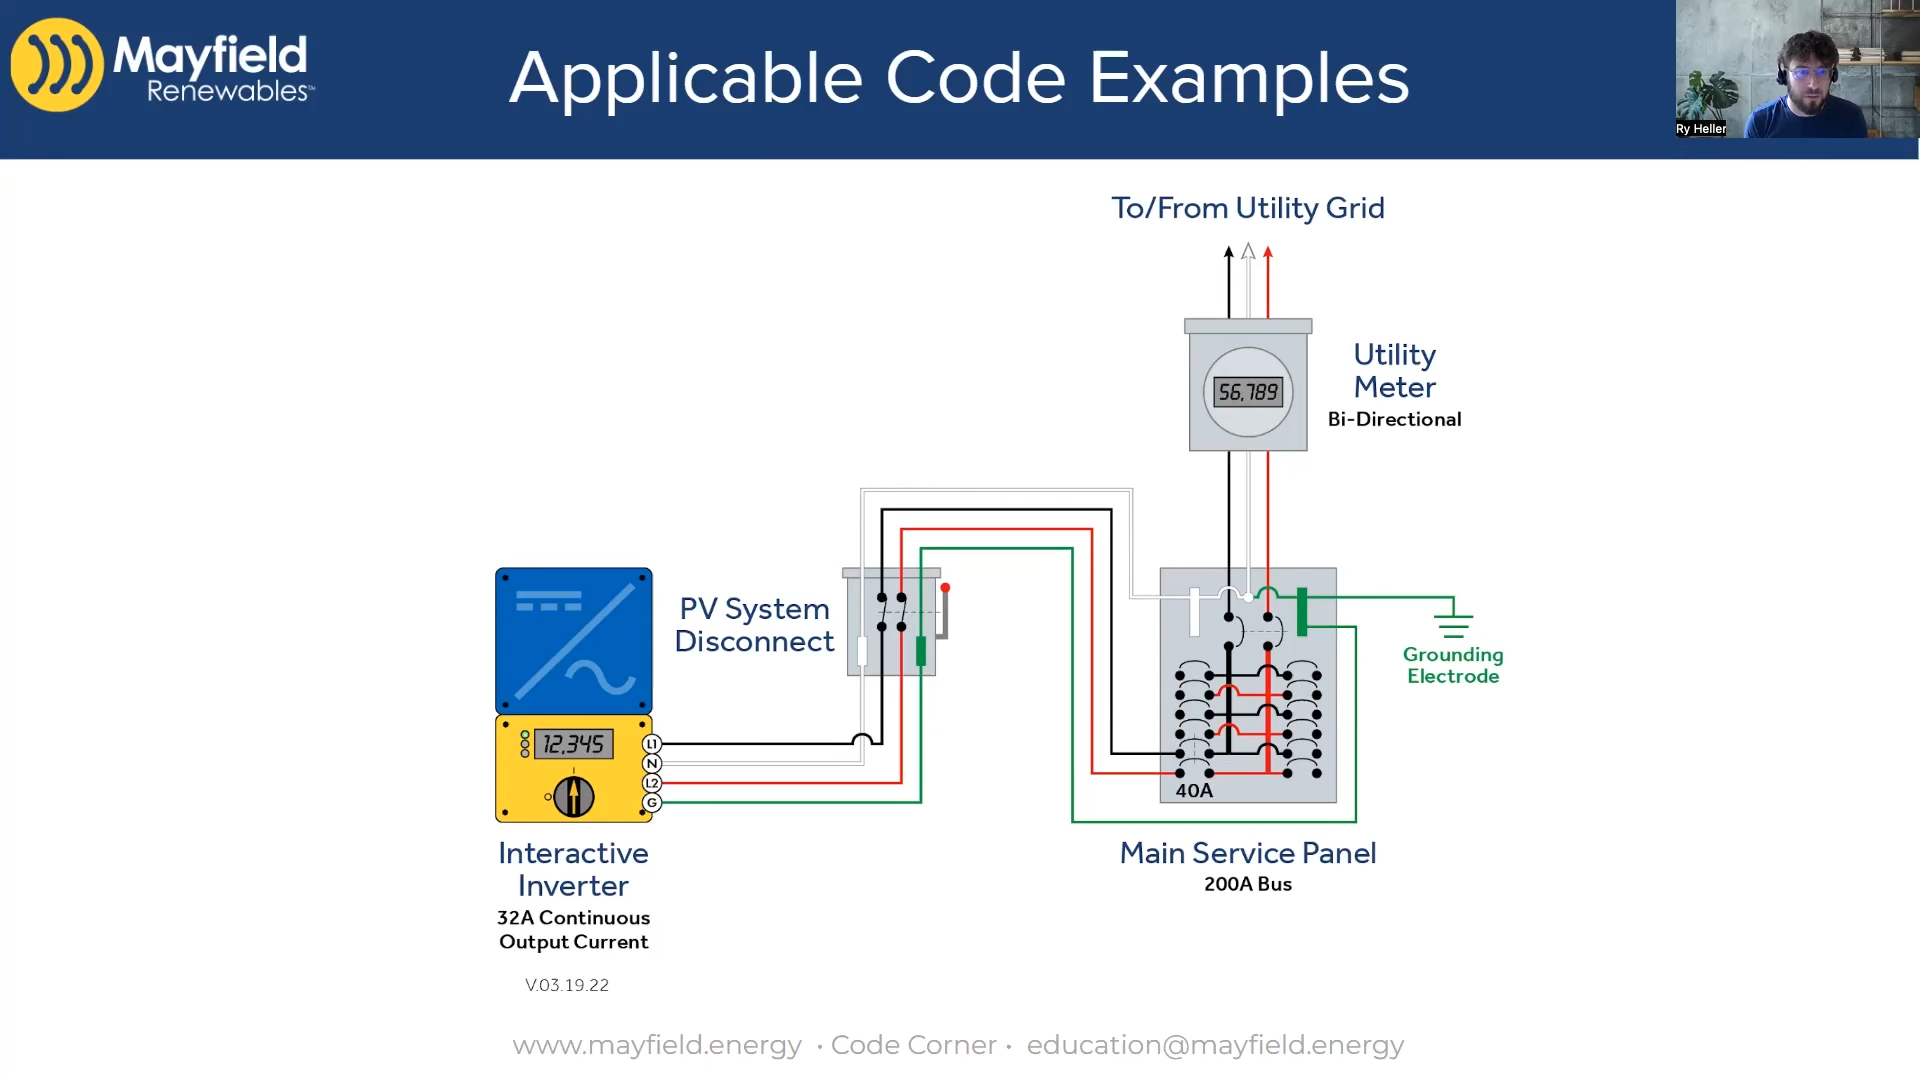 Mayfield
Renewables™
Applicable Code Examples
Ry Heller
To/From Utility Grid
56,789
Utility
Meter
Bi-Directional
PV System
Disconnect
Grounding
Electrode
12,345
L1
N
L2
G
40A
Interactive
Inverter
32A Continuous
Output Current
Main Service Panel
200A Bus
V.03.19.22
www.mayfield.energy · Code Corner · education@mayfield.energy